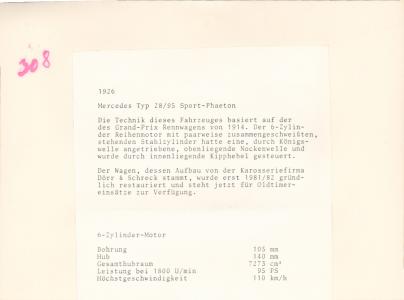 308
1926
Mercedes Typ 28/95 Sport-Phaeton
Die Technik dieses Fahrzeuges basiert auf der
des Grand-Prix Rennwagens von 1914. Der 6-Zylin-
der Reihenmotor mit paarweise zusammengeschweißten,
stehenden Stahlzylinder hatte eine, durch Königs-
welle angetriebene, obenliegende Nockenwelle und
wurde durch innenliegende Kipphebel gesteuert.
Der Wagen, dessen Aufbau von der Karosseriefirma
Dörr & Schreck stammt, wurde erst 1981/82 gründ-
lich restauriert und steht jetzt für Oldtimer-
einsätze zur Verfügung.
6-Zylinder-Motor
Bohrung 105 mm
Hub 140 mm
Gesamthubraum 7273 cm³
Leistung bei 1800 U/min 95 PS
Höchstgeschwindigkeit 110 km/h